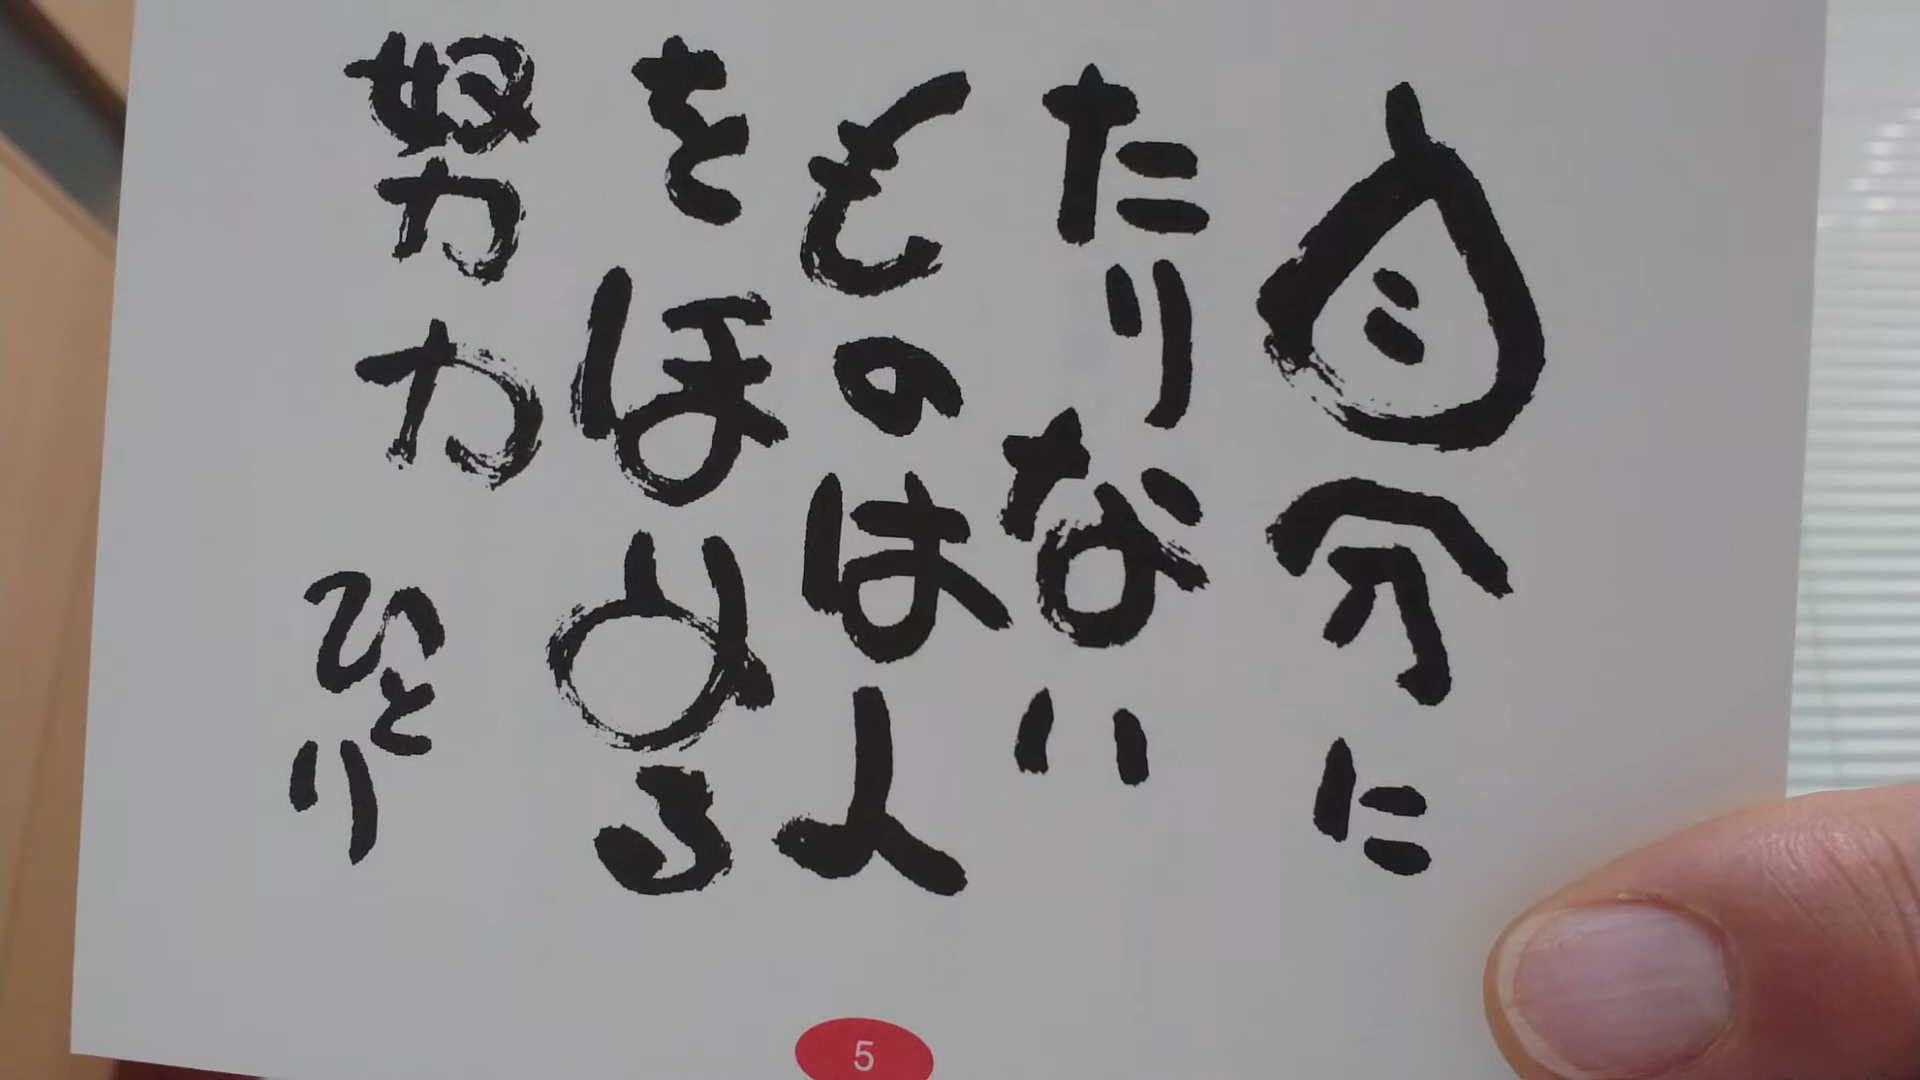 自分に
たりない
ものは人
をほめる
努力
ひとり
5